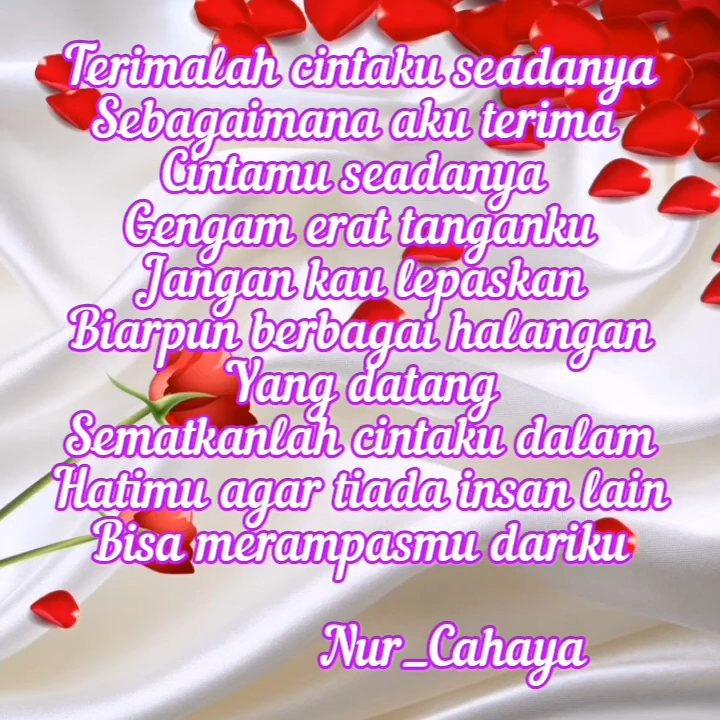 Terimalah cintaku seadanya
Sebagaimana aku terima
Cintamu seadanya
Gengam erat tanganku
Jangan kau lepaskan
Biarpun berbagai halangan
Yang datang
Sematkanlah cintaku dalam
Hatimu agar tiada insan lain
Bisa merampasmu dariku
Nur_Cahaya